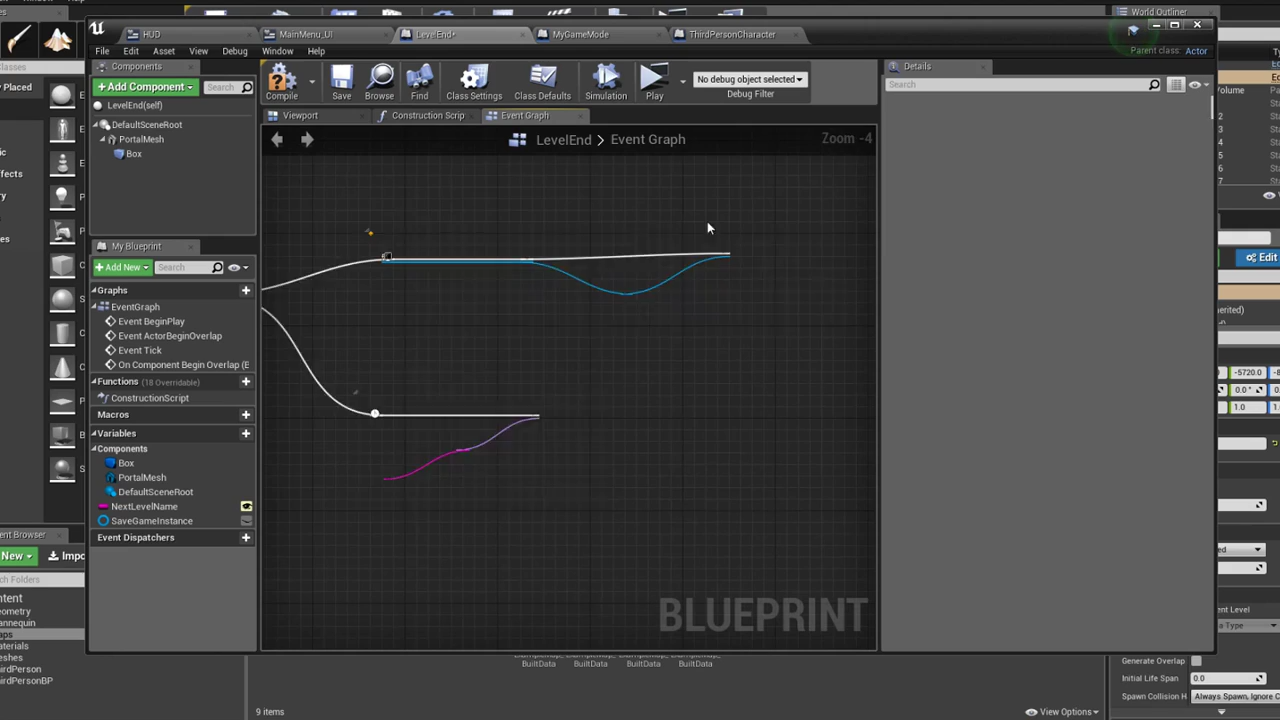 World Outliner
HUD
MainMenu_UI
LevelEnd*
MyGameMode
ThirdPersonCharacter
File
Edit
Asset
View
Debug
Window
Help
Parent class:
Actor
Components
Details
Classes
Add Component
Search
Search
LevelEnd(self)
Compile
Save
Browse
Find
Class Settings
Class Defaults
Simulation
Play
No debug object selected
Debug Filter
Viewport
Construction Scrip
Event Graph
DefaultSceneRoot
PortalMesh
Box
LevelEnd > Event Graph
Zoom -4
My Blueprint
Add New
Search
Graphs
EventGraph
Event BeginPlay
Event ActorBeginOverlap
Event Tick
On Component Begin Overlap (E
Functions (18 Overridable)
ConstructionScript
Macros
Variables
Components
Box
PortalMesh
DefaultSceneRoot
NextLevelName
SaveGameInstance
Event Dispatchers
BLUEPRINT
Edit
-5720.0
0.0 °
1.0
New
Impo
Search Folders
BuiltData
BuiltData
BuiltData
BuiltData
Generate Overlap
Initial Life Span
0.0
Spawn Collision H
Always Spawn, Ignore C
9 items
View Options